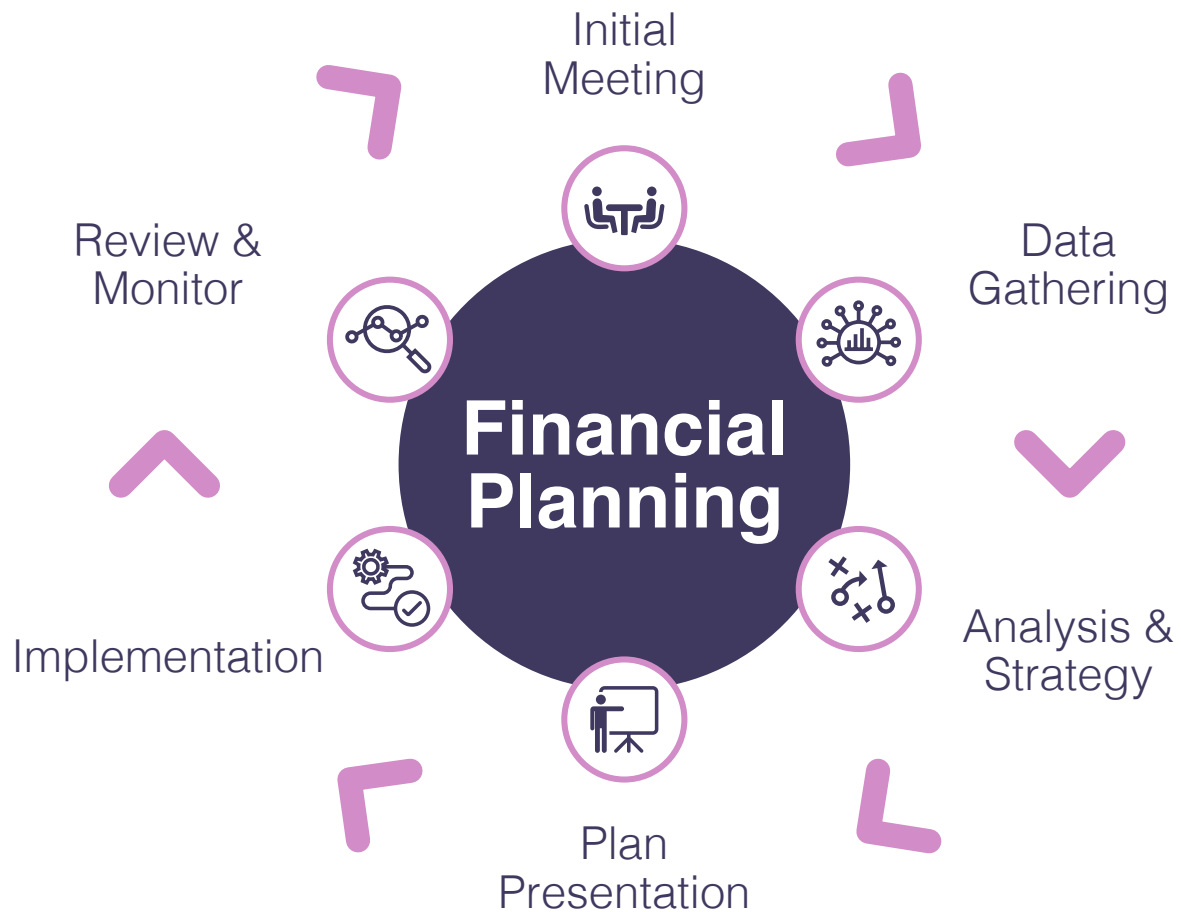 Initial
Meeting
Data
Gathering
Analysis &
Strategy
Plan
Presentation
Implementation
Review &
Monitor
Financial
Planning